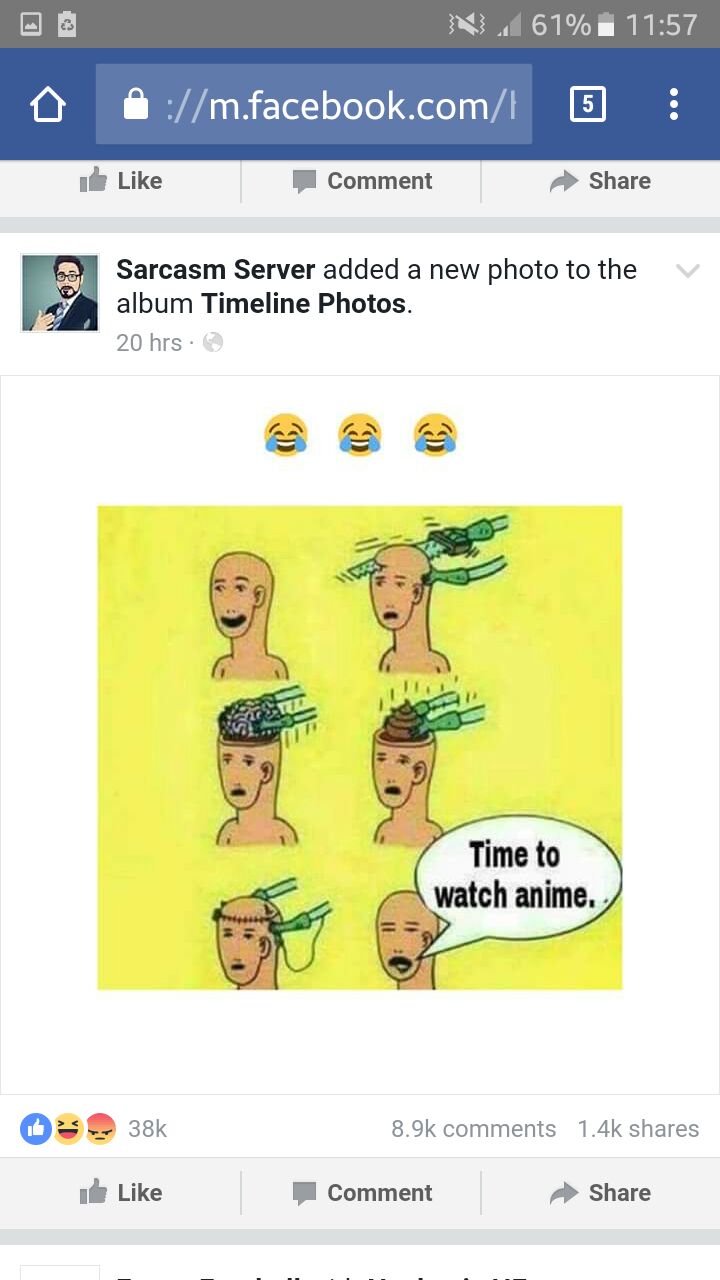 61% 11:57
://m.facebook.com/
5
Like Comment Share
Sarcasm Server added a new photo to the
album Timeline Photos.
20 hrs ·
Time to
watch anime.
38k 8.9k comments 1.4k shares
Like Comment Share